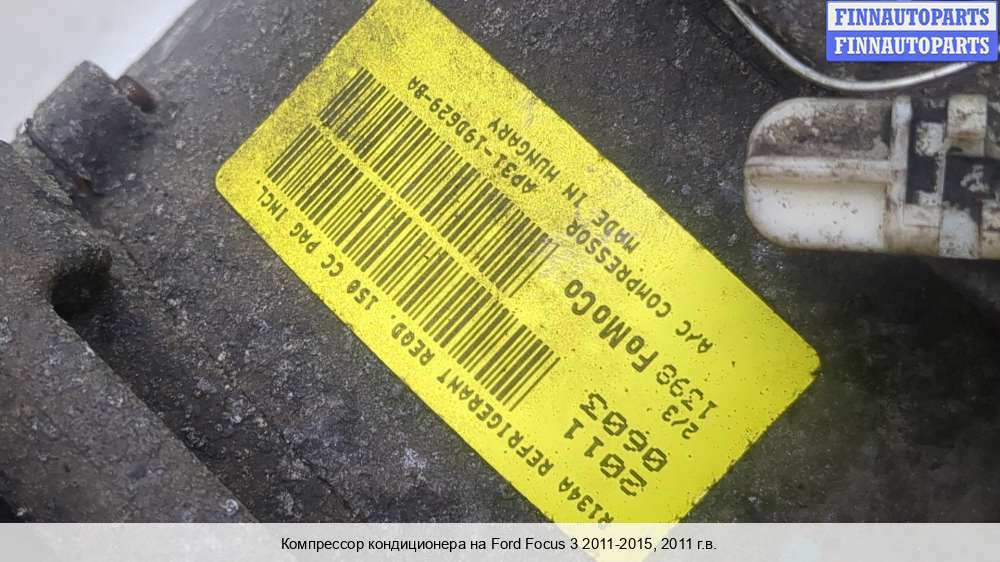 FINNAUTOPARTS
FINNAUTOPARTS
A/C COMPRESSOR AP31-19D629-BA
MADE IN HUNGARY
FoMoCo
2/3
1398
2011
00603
R134A REFRIGERANT REQD. 150 CC PAG INCL
Компрессор кондиционера на Ford Focus 3 2011-2015, 2011 г.в.